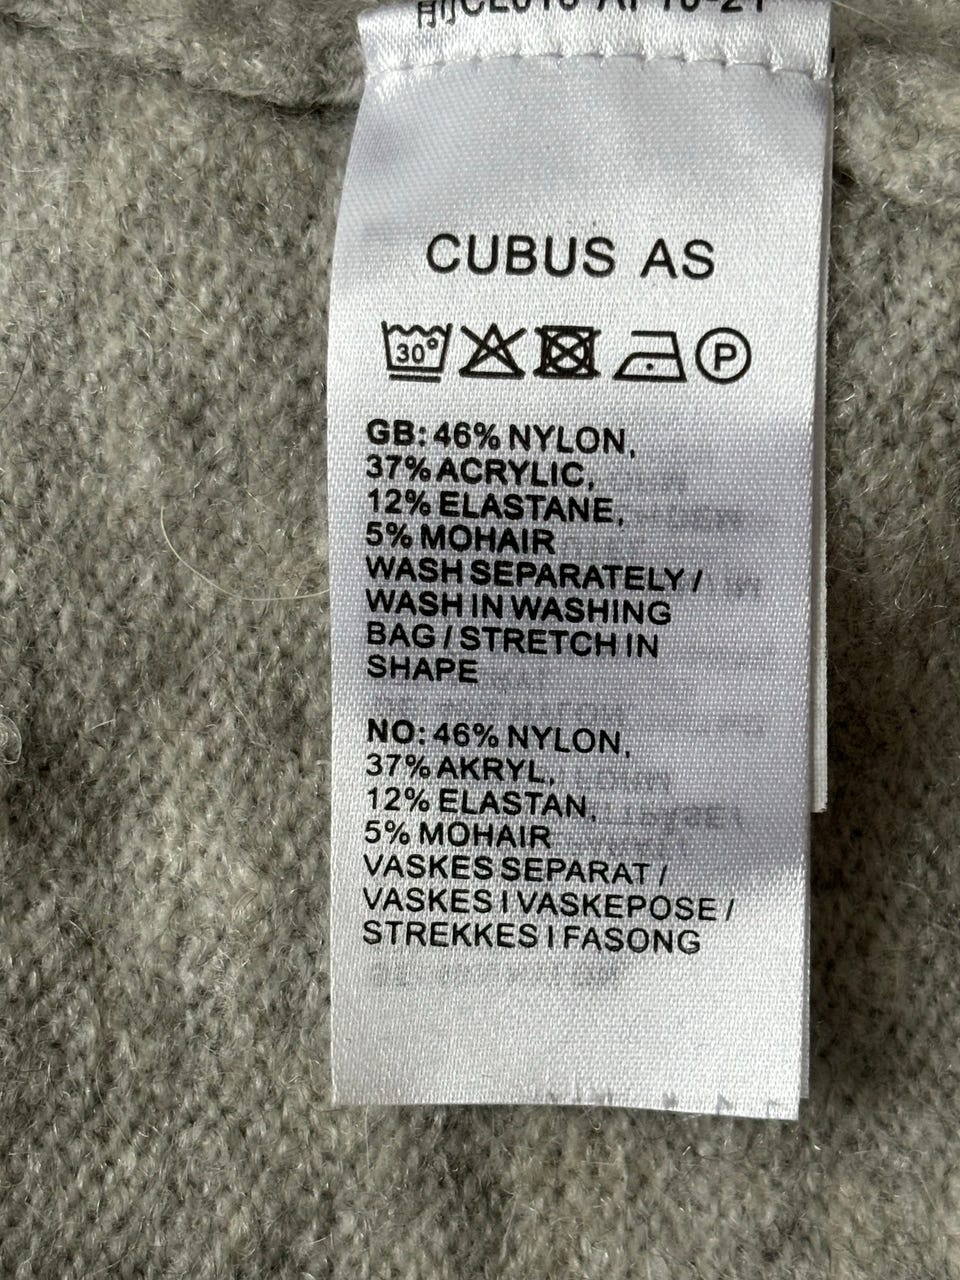 CUBUS AS
30°
P
GB: 46% NYLON,
37% ACRYLIC,
12% ELASTANE,
5% MOHAIR
WASH SEPARATELY /
WASH IN WASHING
BAG / STRETCH IN
SHAPE
NO: 46% NYLON,
37% AKRYL,
12% ELASTAN,
5% MOHAIR
VASKES SEPARAT /
VASKES I VASKEPOSE /
STREKKES I FASONG